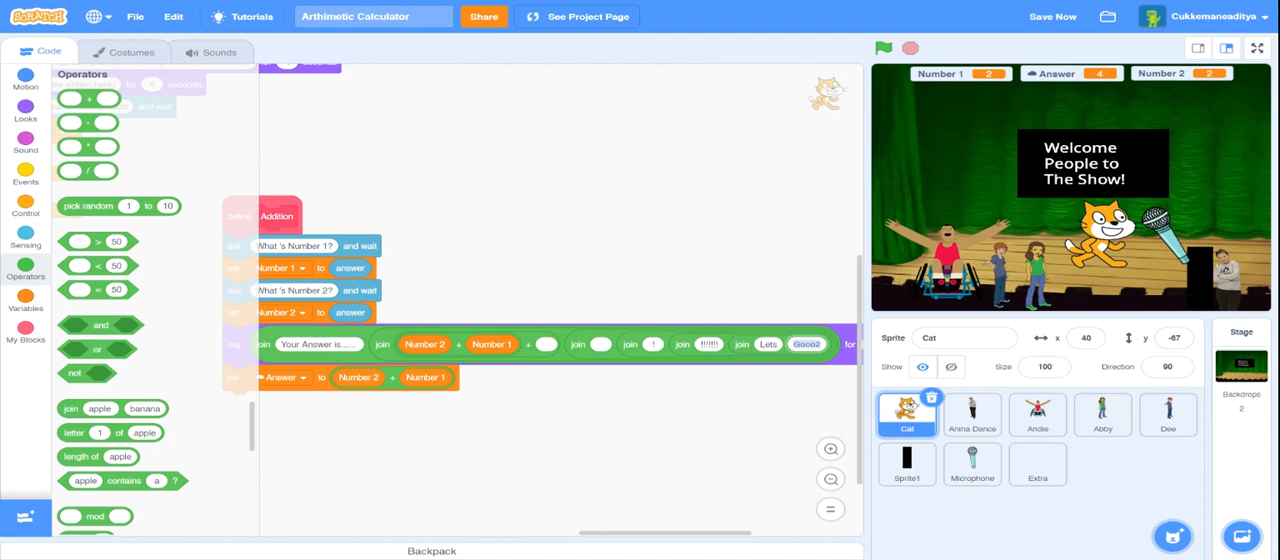 SCRATCH File Edit Tutorials Arthimetic Calculator Share See Project Page Save Now Cukkemaneaditya
Code Costumes Sounds
Motion
Looks
Sound
Events
Control
Sensing
Operators
Variables
My Blocks
Operators
+
-
*
/
pick random 1 to 10
> 50
< 50
= 50
and
or
not
join apple banana
letter 1 of apple
length of apple
apple contains a ?
mod
are written here) for 4 seconds
and wait
define Addition
ask What 's Number 1? and wait
set Number 1 to answer
ask What 's Number 2? and wait
set Number 2 to answer
say join Your Answer is...... join Number 2 + Number 1 + join join ! join !!!!!!! join Lets Gooo2 for
set Answer to Number 2 + Number 1
Backpack
Number 1 2 Answer 4 Number 2 2
Welcome
People to
The Show!
Sprite Cat x 40 y -67
Show Size 100 Direction 90
Cat Anina Dance Andie Abby Dee
Sprite1 Microphone Extra
Stage
Backdrops
2